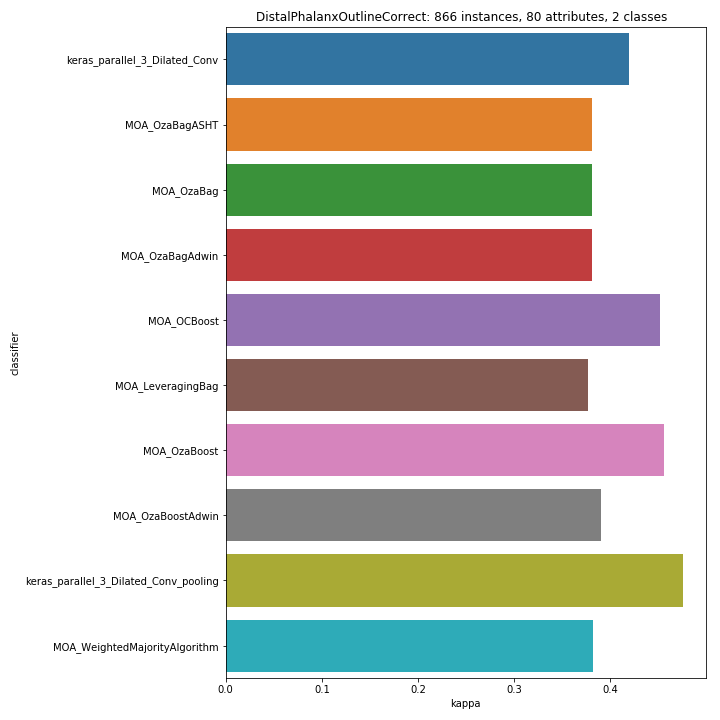 DistalPhalanxOutlineCorrect: 866 instances, 80 attributes, 2 classes
keras_parallel_3_Dilated_Conv
MOA_OzaBagASHT
MOA_OzaBag
MOA_OzaBagAdwin
MOA_OCBoost
classifier
MOA_LeveragingBag
MOA_OzaBoost
MOA_OzaBoostAdwin
keras_parallel_3_Dilated_Conv_pooling
MOA_WeightedMajorityAlgorithm
0.0 0.1 0.2 0.3 0.4
kappa